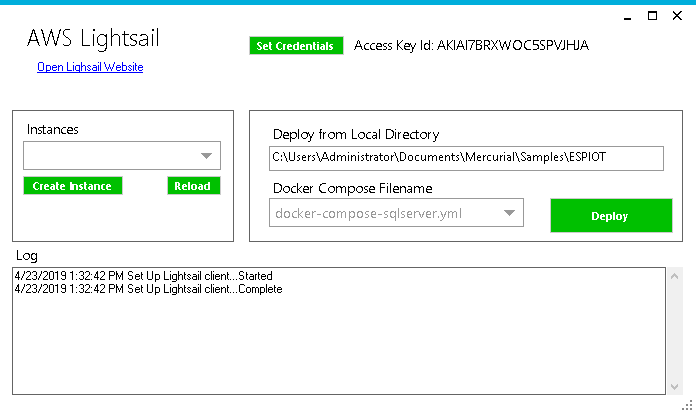 AWS Lightsail
Set Credentials Access Key Id: AKIAI7BRXWOC5SPVJHJA
Open Lighsail Website
Instances
Create Instance Reload
Deploy from Local Directory
C:\Users\Administrator\Documents\Mercurial\Samples\ESPIOT
Docker Compose Filename
docker-compose-sqlserver.yml
Deploy
Log
4/23/2019 1:32:42 PM Set Up Lightsail client...Started
4/23/2019 1:32:42 PM Set Up Lightsail client...Complete